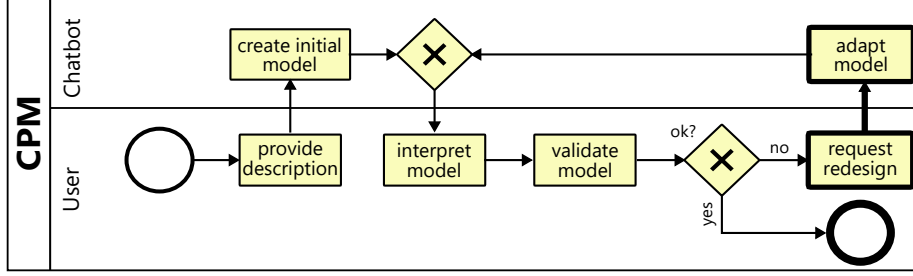 CPM
Chatbot
create initial
model
adapt
model
User
provide
description
interpret
model
validate
model
ok?
no
request
redesign
yes